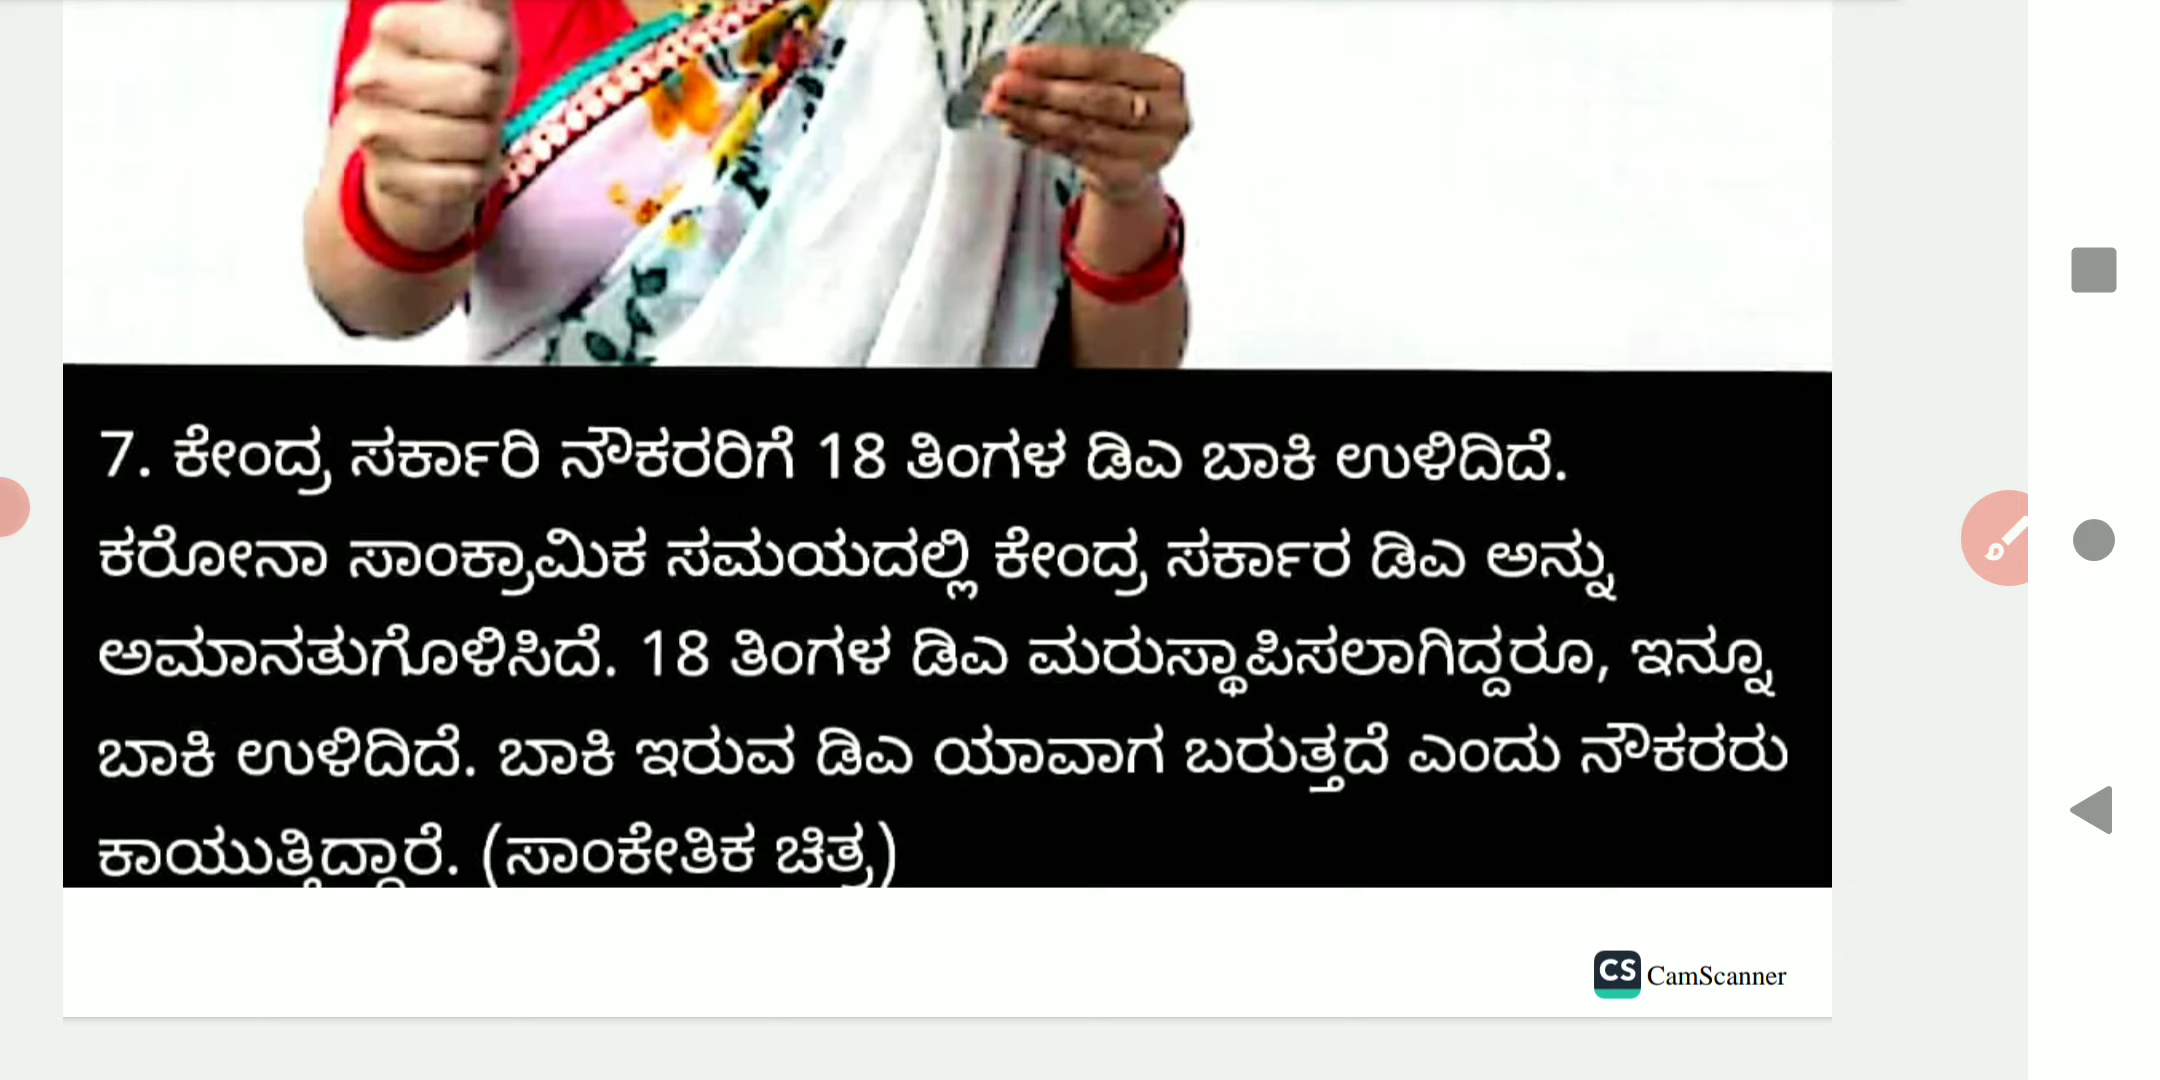 7. ಕೇಂದ್ರ ಸರ್ಕಾರಿ ನೌಕರರಿಗೆ 18 ತಿಂಗಳ ಡಿಎ ಬಾಕಿ ಉಳಿದಿದೆ.
ಕರೋನಾ ಸಾಂಕ್ರಾಮಿಕ ಸಮಯದಲ್ಲಿ ಕೇಂದ್ರ ಸರ್ಕಾರ ಡಿಎ ಅನ್ನು
ಅಮಾನತುಗೊಳಿಸಿದೆ. 18 ತಿಂಗಳ ಡಿಎ ಮರುಸ್ಥಾಪಿಸಲಾಗಿದ್ದರೂ, ಇನ್ನೂ
ಬಾಕಿ ಉಳಿದಿದೆ. ಬಾಕಿ ಇರುವ ಡಿಎ ಯಾವಾಗ ಬರುತ್ತದೆ ಎಂದು ನೌಕರರು
ಕಾಯುತ್ತಿದ್ದಾರೆ. (ಸಾಂಕೇತಿಕ ಚಿತ್ರ)
CS CamScanner